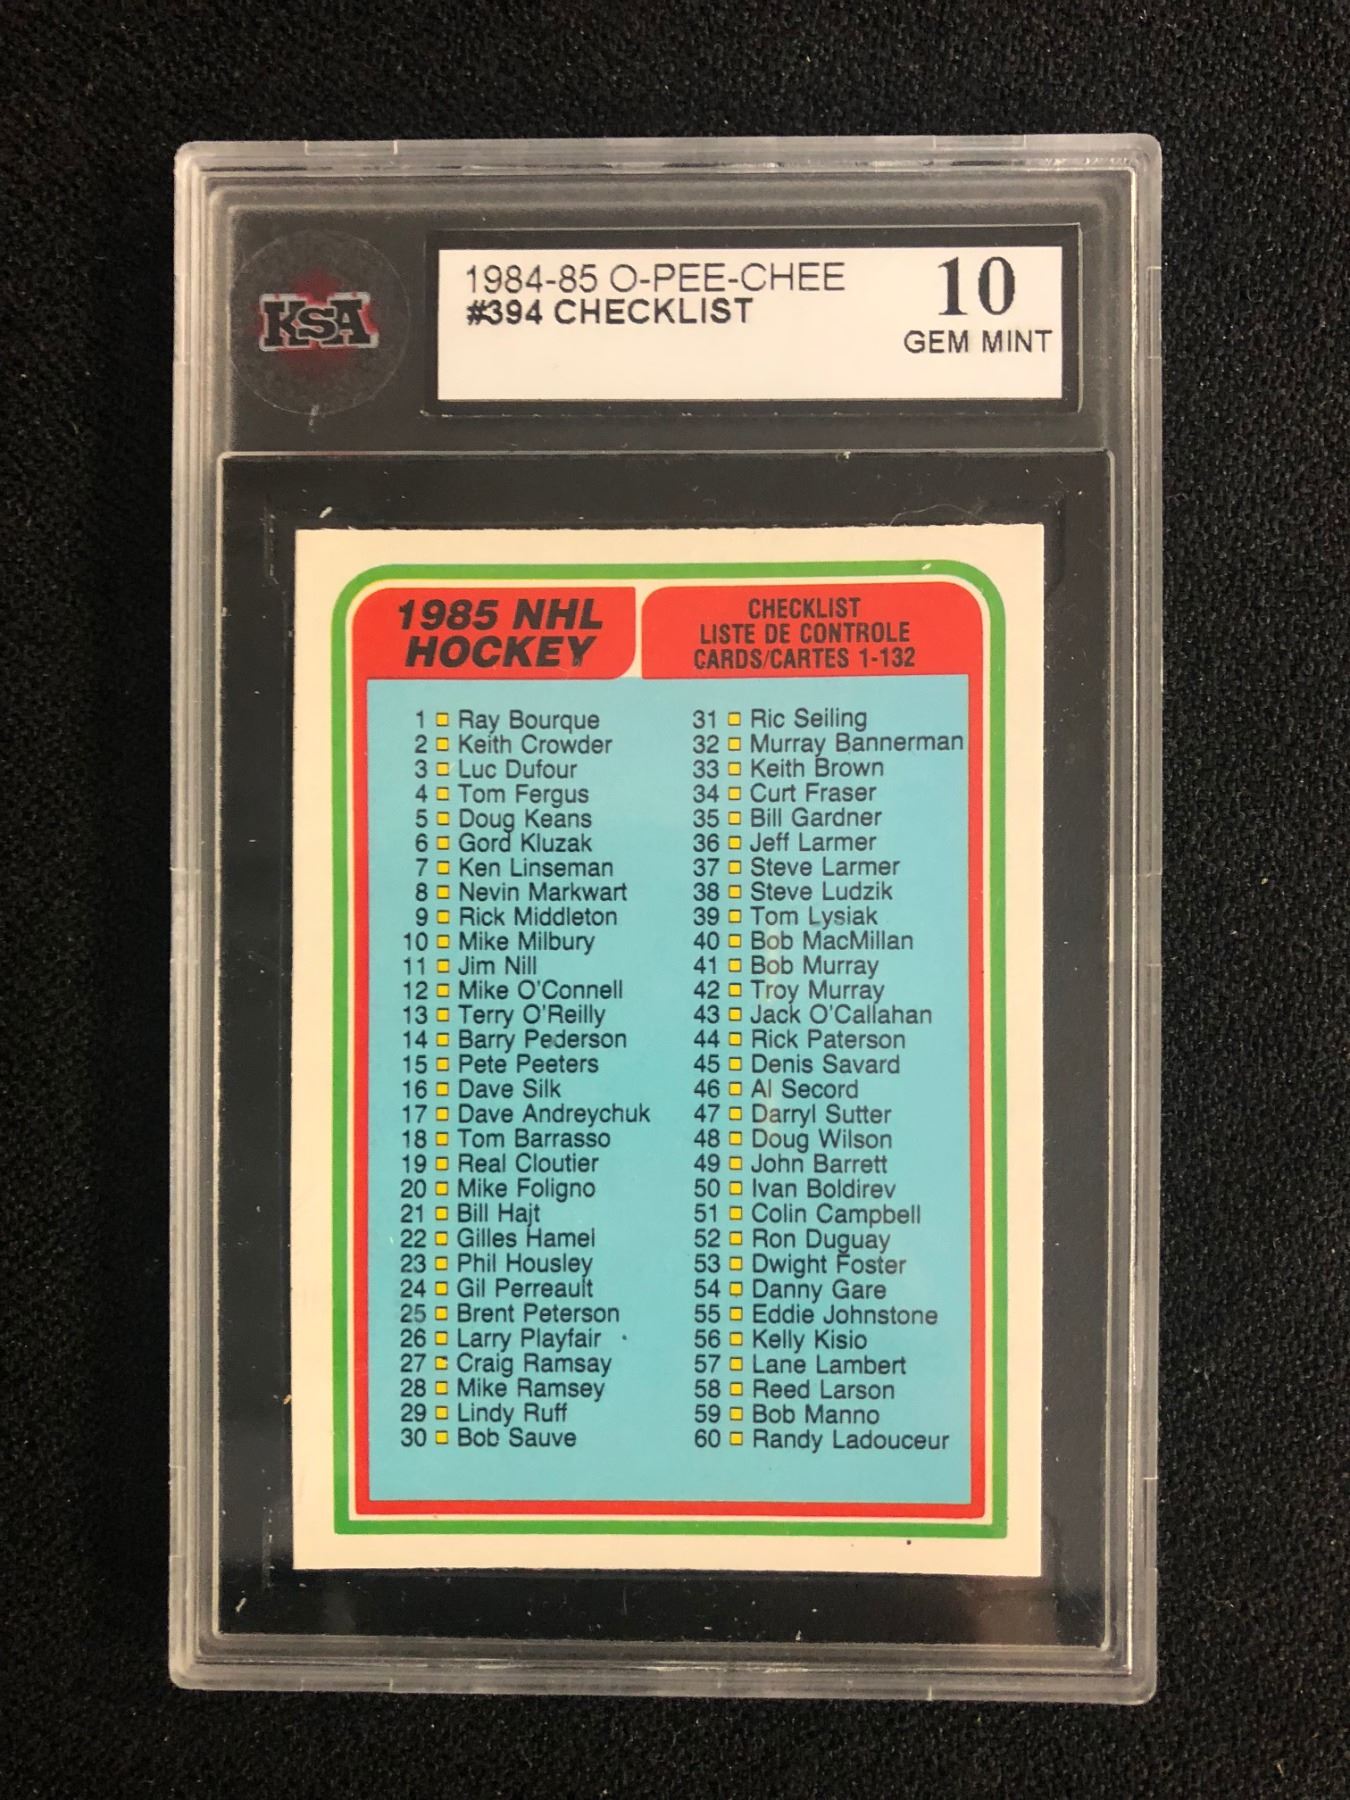 KSA
1984-85 O-PEE-CHEE
#394 CHECKLIST
10
GEM MINT
1985 NHL
HOCKEY
CHECKLIST
LISTE DE CONTROLE
CARDS/CARTES 1-132
1 Ray Bourque
2 Keith Crowder
3 Luc Dufour
4 Tom Fergus
5 Doug Keans
6 Gord Kluzak
7 Ken Linseman
8 Nevin Markwart
9 Rick Middleton
10 Mike Milbury
11 Jim Nill
12 Mike O'Connell
13 Terry O'Reilly
14 Barry Pederson
15 Pete Peeters
16 Dave Silk
17 Dave Andreychuk
18 Tom Barrasso
19 Real Cloutier
20 Mike Foligno
21 Bill Hajt
22 Gilles Hamel
23 Phil Housley
24 Gil Perreault
25 Brent Peterson
26 Larry Playfair
27 Craig Ramsay
28 Mike Ramsey
29 Lindy Ruff
30 Bob Sauve
31 Ric Seiling
32 Murray Bannerman
33 Keith Brown
34 Curt Fraser
35 Bill Gardner
36 Jeff Larmer
37 Steve Larmer
38 Steve Ludzik
39 Tom Lysiak
40 Bob MacMillan
41 Bob Murray
42 Troy Murray
43 Jack O'Callahan
44 Rick Paterson
45 Denis Savard
46 Al Secord
47 Darryl Sutter
48 Doug Wilson
49 John Barrett
50 Ivan Boldirev
51 Colin Campbell
52 Ron Duguay
53 Dwight Foster
54 Danny Gare
55 Eddie Johnstone
56 Kelly Kisio
57 Lane Lambert
58 Reed Larson
59 Bob Manno
60 Randy Ladouceur